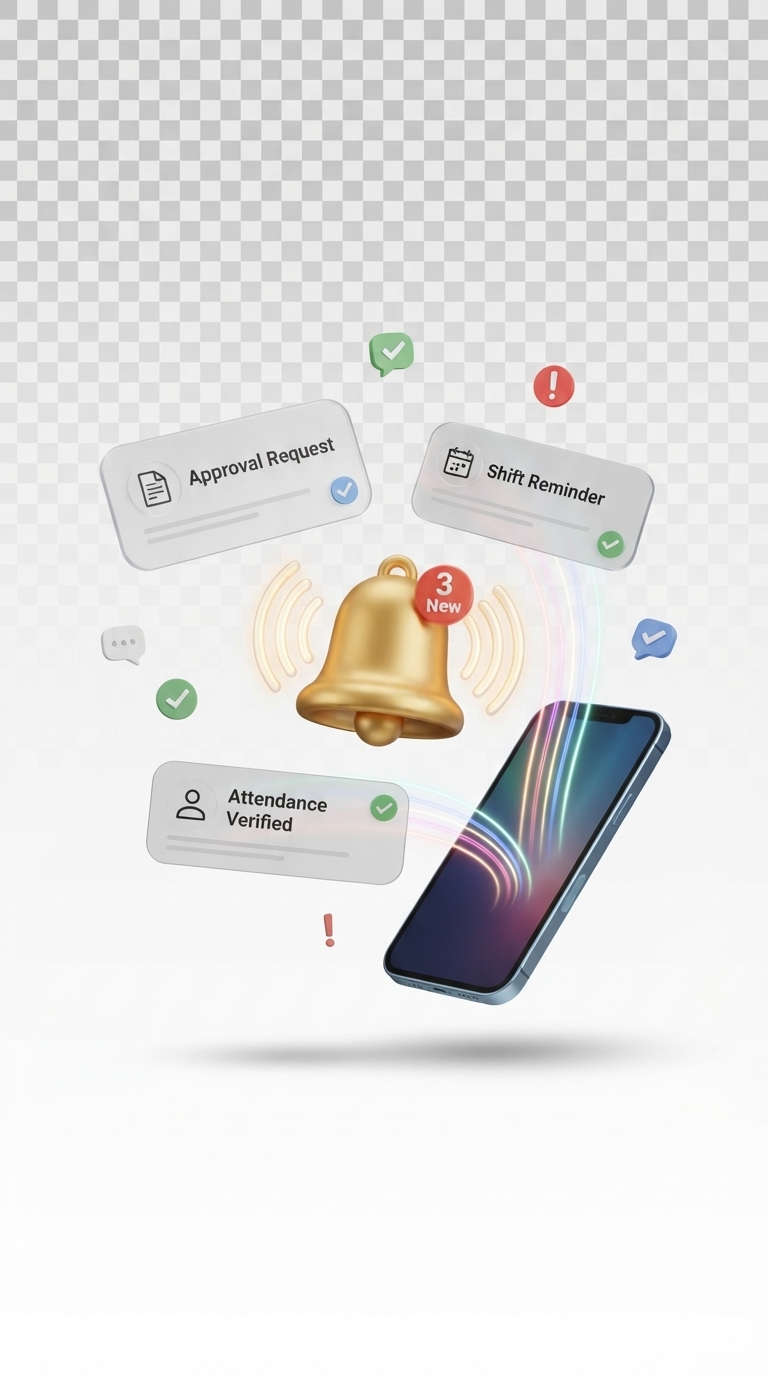 Approval Request
Shift Reminder
3
New
Attendance
Verified